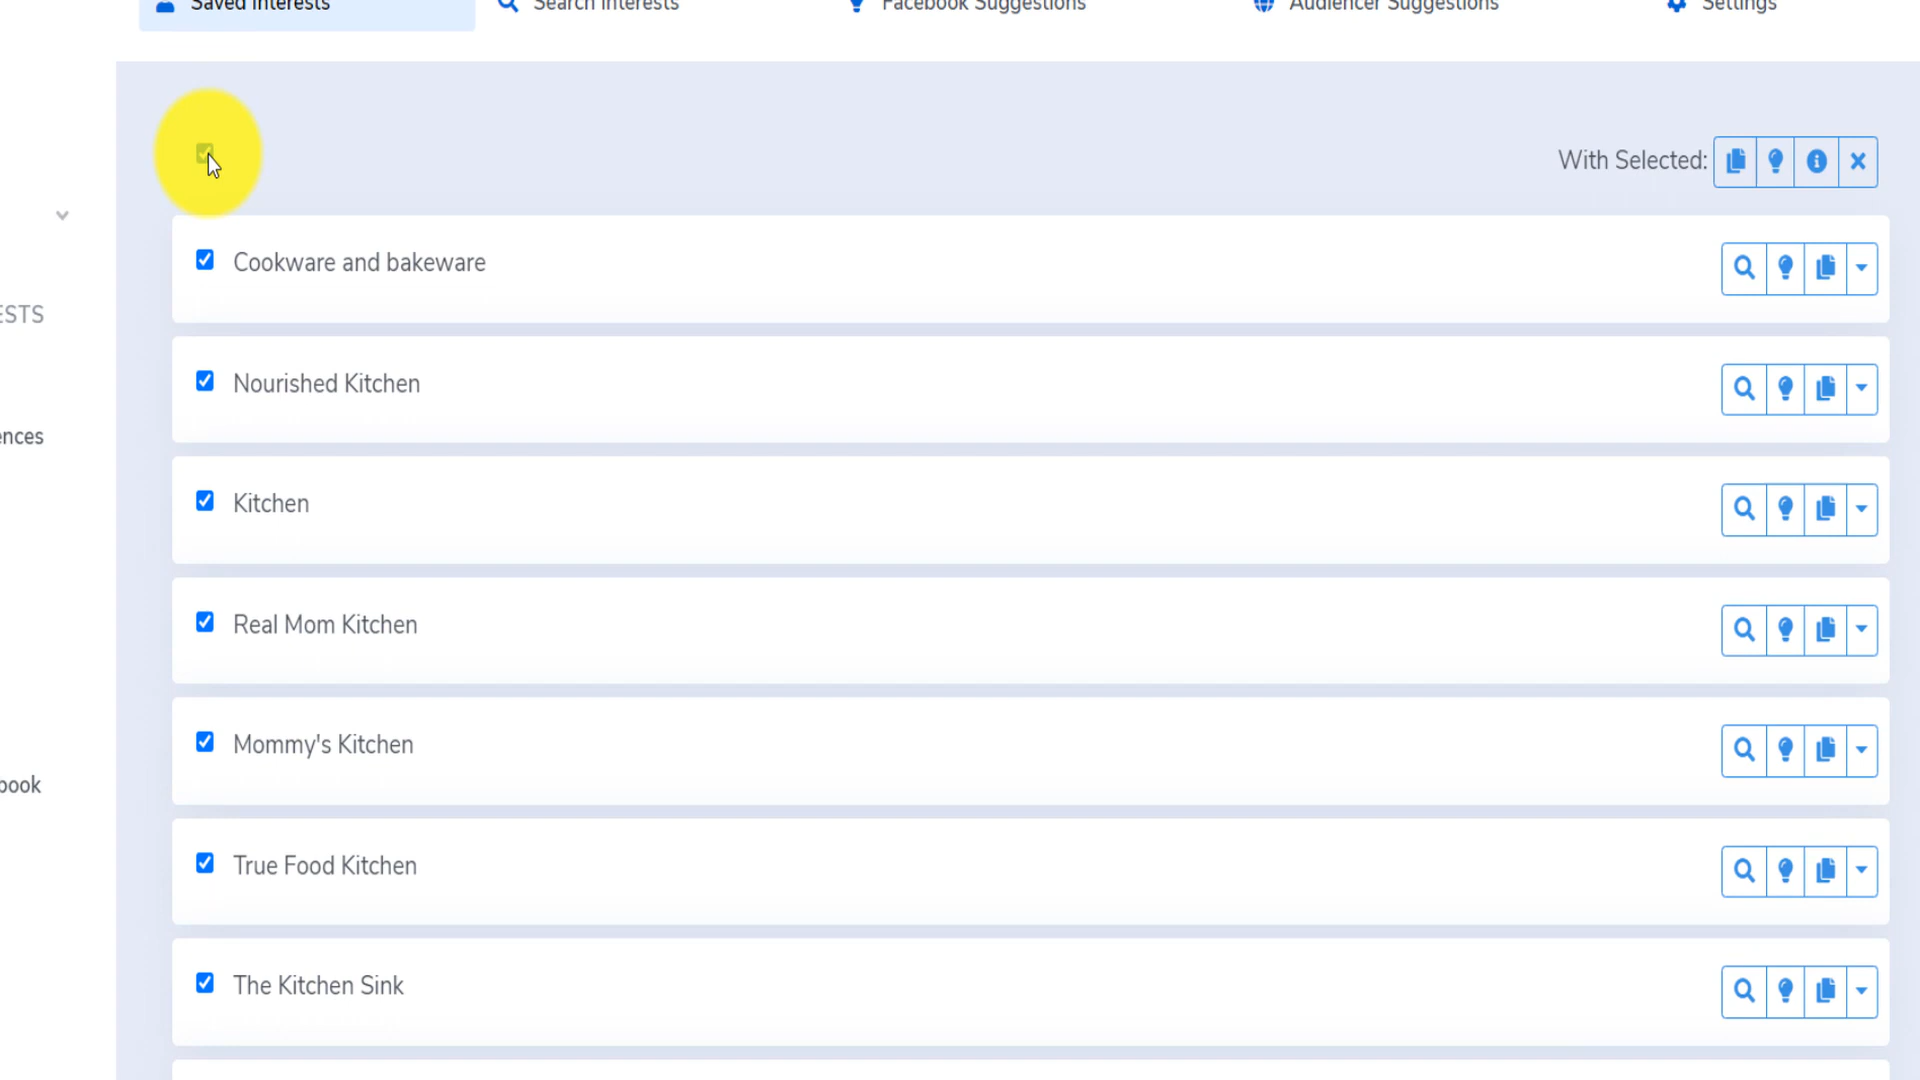 Saved Interests
Search Interests
Facebook Suggestions
Audiencer Suggestions
Settings
With Selected:
Cookware and bakeware
Nourished Kitchen
ESTS
Kitchen
ences
Real Mom Kitchen
Mommy's Kitchen
book
True Food Kitchen
The Kitchen Sink